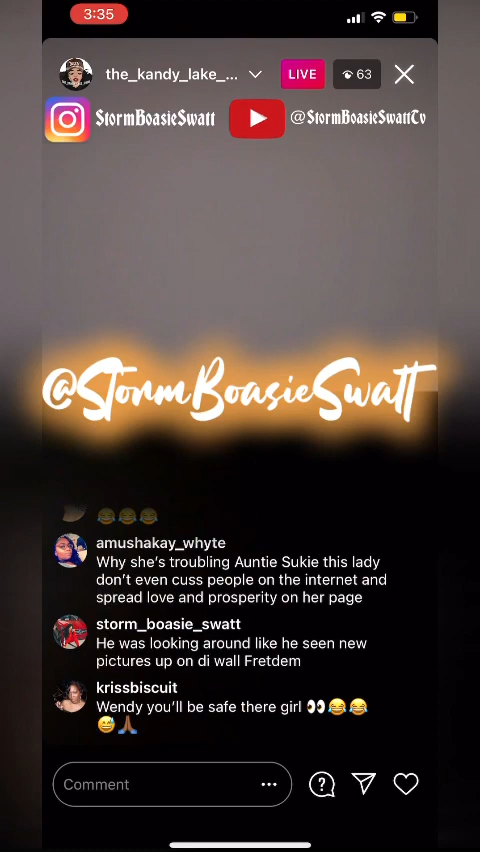 3:35
the_kandy_lake_...
LIVE
63
StormBoasieSwatt
@StormBoasieSwattTv
@StormBoasieSwatt
😂😂😂
amushakay_whyte
Why she's troubling Auntie Sukie this lady
don't even cuss people on the internet and
spread love and prosperity on her page
storm_boasie_swatt
He was looking around like he seen new
pictures up on di wall Fretdem
krissbiscuit
Wendy you'll be safe there girl 👀😂😂
😅🙏🏾
Comment